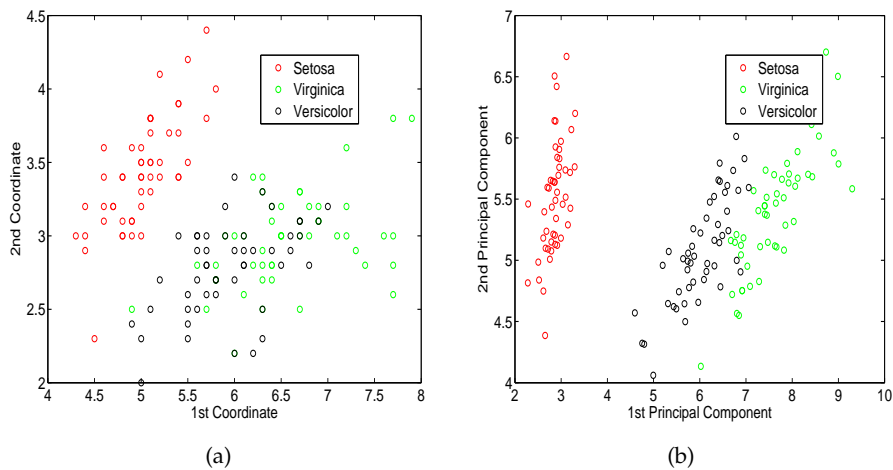 4.5
4
3.5
3
2.5
2
2nd Coordinate
Setosa
Virginica
Versicolor
4 4.5 5 5.5 6 6.5 7 7.5 8
1st Coordinate
(a)
7
6.5
6
5.5
5
4.5
4
2nd Principal Component
Setosa
Virginica
Versicolor
2 3 4 5 6 7 8 9 10
1st Principal Component
(b)